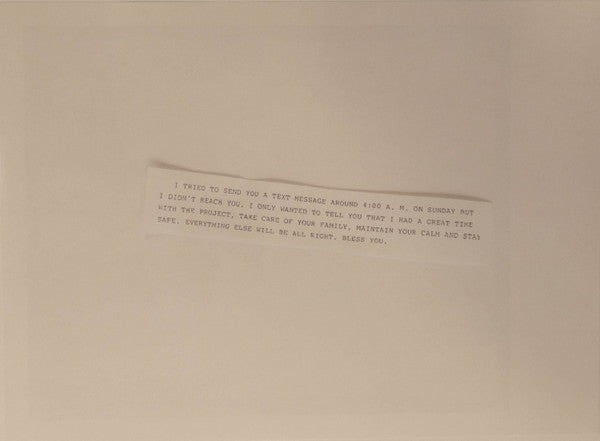 I TRIED TO SEND YOU A TEXT MESSAGE AROUND 4:00 A. M. ON SUNDAY BUT
I DIDN'T REACH YOU. I ONLY WANTED TO TELL YOU THAT I HAD A GREAT TIME
WITH THE PROJECT. TAKE CARE OF YOUR FAMILY, MAINTAIN YOUR CALM AND STAY
SAFE. EVERYTHING ELSE WILL BE ALL RIGHT. BLESS YOU.